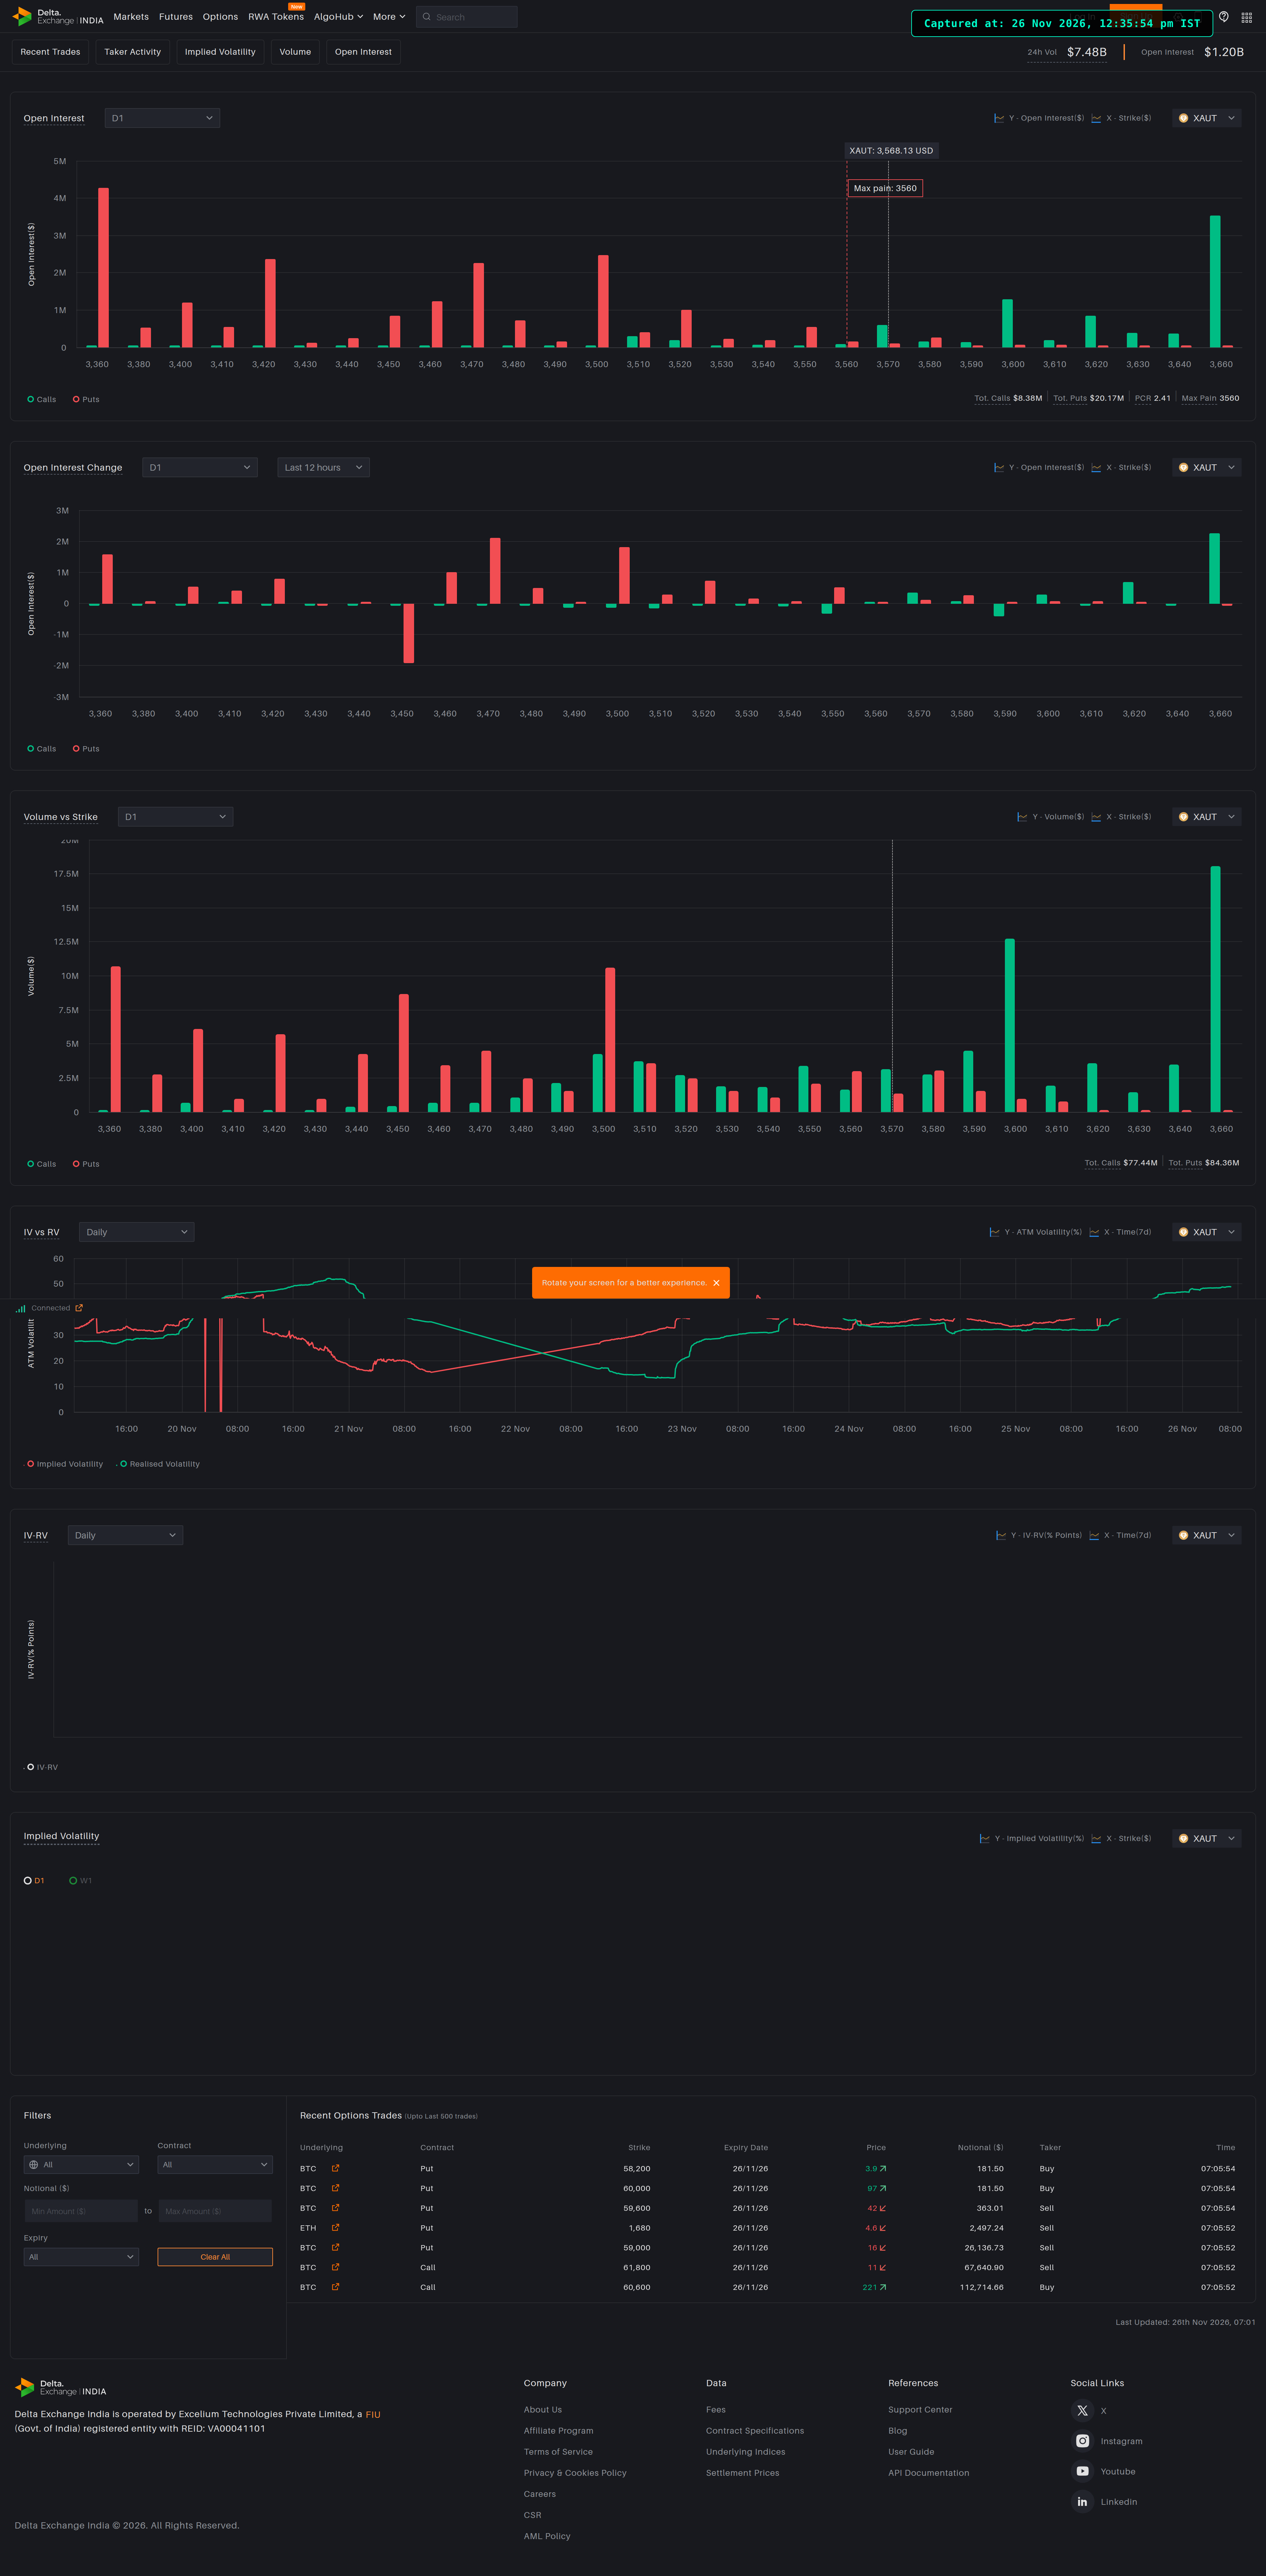 Delta.
Exchange | INDIA
Markets Futures Options RWA Tokens New AlgoHub More Search
Captured at: 26 Nov 2026, 12:35:54 pm IST
Recent Trades Taker Activity Implied Volatility Volume Open Interest
24h Vol $7.48B Open Interest $1.20B
Open Interest D1 Y - Open Interest($) X - Strike($) XAUT
XAUT: 3,568.13 USD
Max pain: 3560
Open Interest($)
5M
4M
3M
2M
1M
0
3,360 3,380 3,400 3,410 3,420 3,430 3,440 3,450 3,460 3,470 3,480 3,490 3,500 3,510 3,520 3,530 3,540 3,550 3,560 3,570 3,580 3,590 3,600 3,610 3,620 3,630 3,640 3,660
Calls Puts
Tot. Calls $8.38M Tot. Puts $20.17M PCR 2.41 Max Pain 3560
Open Interest Change D1 Last 12 hours Y - Open Interest($) X - Strike($) XAUT
Open Interest($)
3M
2M
1M
0
-1M
-2M
-3M
3,360 3,380 3,400 3,410 3,420 3,430 3,440 3,450 3,460 3,470 3,480 3,490 3,500 3,510 3,520 3,530 3,540 3,550 3,560 3,570 3,580 3,590 3,600 3,610 3,620 3,640 3,660
Calls Puts
Volume vs Strike D1 Y - Volume($) X - Strike($) XAUT
Volume($)
20M
17.5M
15M
12.5M
10M
7.5M
5M
2.5M
0
3,360 3,380 3,400 3,410 3,420 3,430 3,440 3,450 3,460 3,470 3,480 3,490 3,500 3,510 3,520 3,530 3,540 3,550 3,560 3,570 3,580 3,590 3,600 3,610 3,620 3,630 3,640 3,660
Calls Puts
Tot. Calls $77.44M Tot. Puts $84.36M
IV vs RV Daily Y - ATM Volatility(%) X - Time(7d) XAUT
60
50
Rotate your screen for a better experience.
Connected
ATM Volatilit
30
20
10
0
16:00 20 Nov 08:00 16:00 21 Nov 08:00 16:00 22 Nov 08:00 16:00 23 Nov 08:00 16:00 24 Nov 08:00 16:00 25 Nov 08:00 16:00 26 Nov 08:00
Implied Volatility Realised Volatility
IV-RV Daily Y - IV-RV(% Points) X - Time(7d) XAUT
IV-RV(% Points)
IV-RV
Implied Volatility Y - Implied Volatility(%) X - Strike($) XAUT
D1 W1
Filters
Underlying Contract
All All
Notional ($)
Min Amount ($) to Max Amount ($)
Expiry
All Clear All
Recent Options Trades (Upto Last 500 trades)
Underlying Contract Strike Expiry Date Price Notional ($) Taker Time
BTC Put 58,200 26/11/26 3.9 181.50 Buy 07:05:54
BTC Put 60,000 26/11/26 97 181.50 Buy 07:05:54
BTC Put 59,600 26/11/26 42 363.01 Sell 07:05:54
ETH Put 1,680 26/11/26 4.6 2,497.24 Sell 07:05:52
BTC Put 59,000 26/11/26 16 26,136.73 Sell 07:05:52
BTC Call 61,800 26/11/26 11 67,640.90 Sell 07:05:52
BTC Call 60,600 26/11/26 221 112,714.66 Buy 07:05:52
Last Updated: 26th Nov 2026, 07:01
Delta.
Exchange | INDIA
Delta Exchange India is operated by Excelium Technologies Private Limited, a FIU
(Govt. of India) registered entity with REID: VA00041101
Delta Exchange India © 2026. All Rights Reserved.
Company
About Us
Affiliate Program
Terms of Service
Privacy & Cookies Policy
Careers
CSR
AML Policy
Data
Fees
Contract Specifications
Underlying Indices
Settlement Prices
References
Support Center
Blog
User Guide
API Documentation
Social Links
X
Instagram
Youtube
Linkedin